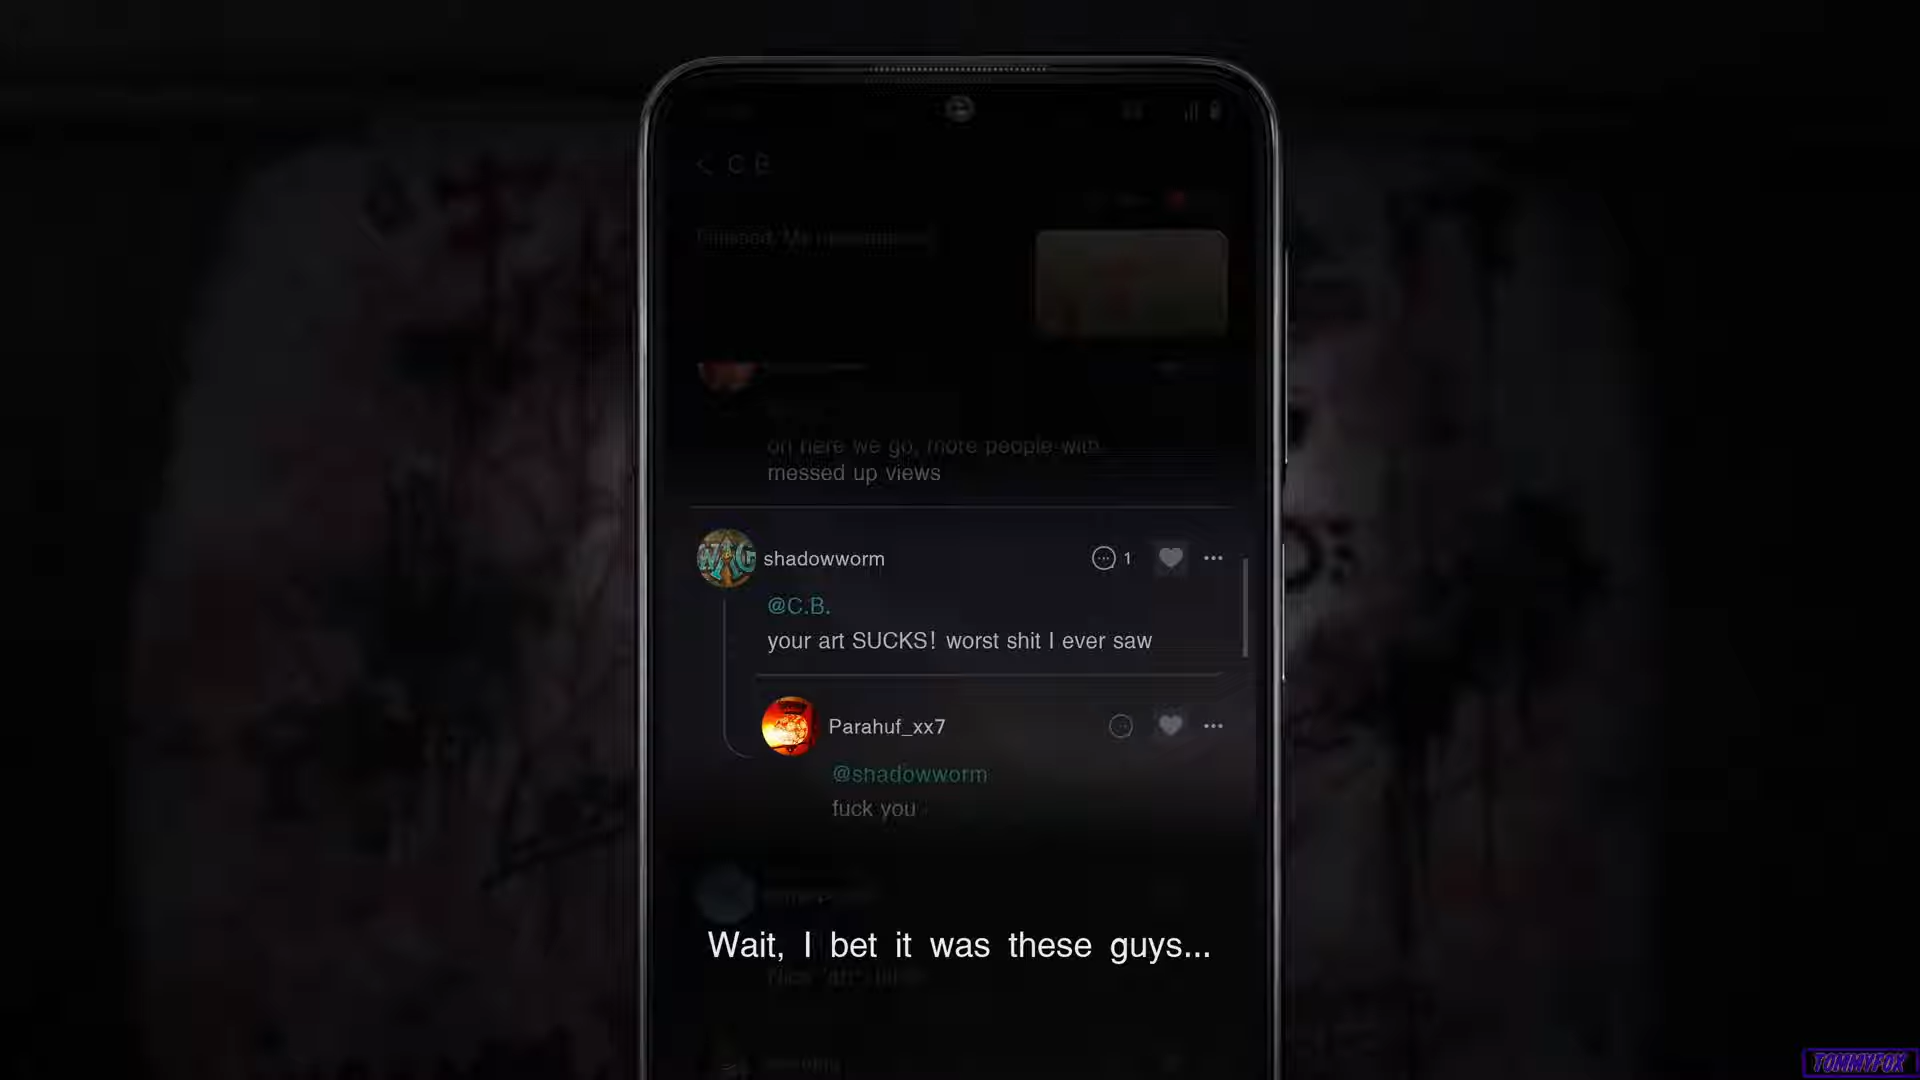 < C.B.
oh here we go, more people with
messed up views
shadowworm
1
@C.B.
your art SUCKS! worst shit I ever saw
Parahuf_xx7
@shadowworm
fuck you
Wait, I bet it was these guys...
TOMMYFOX